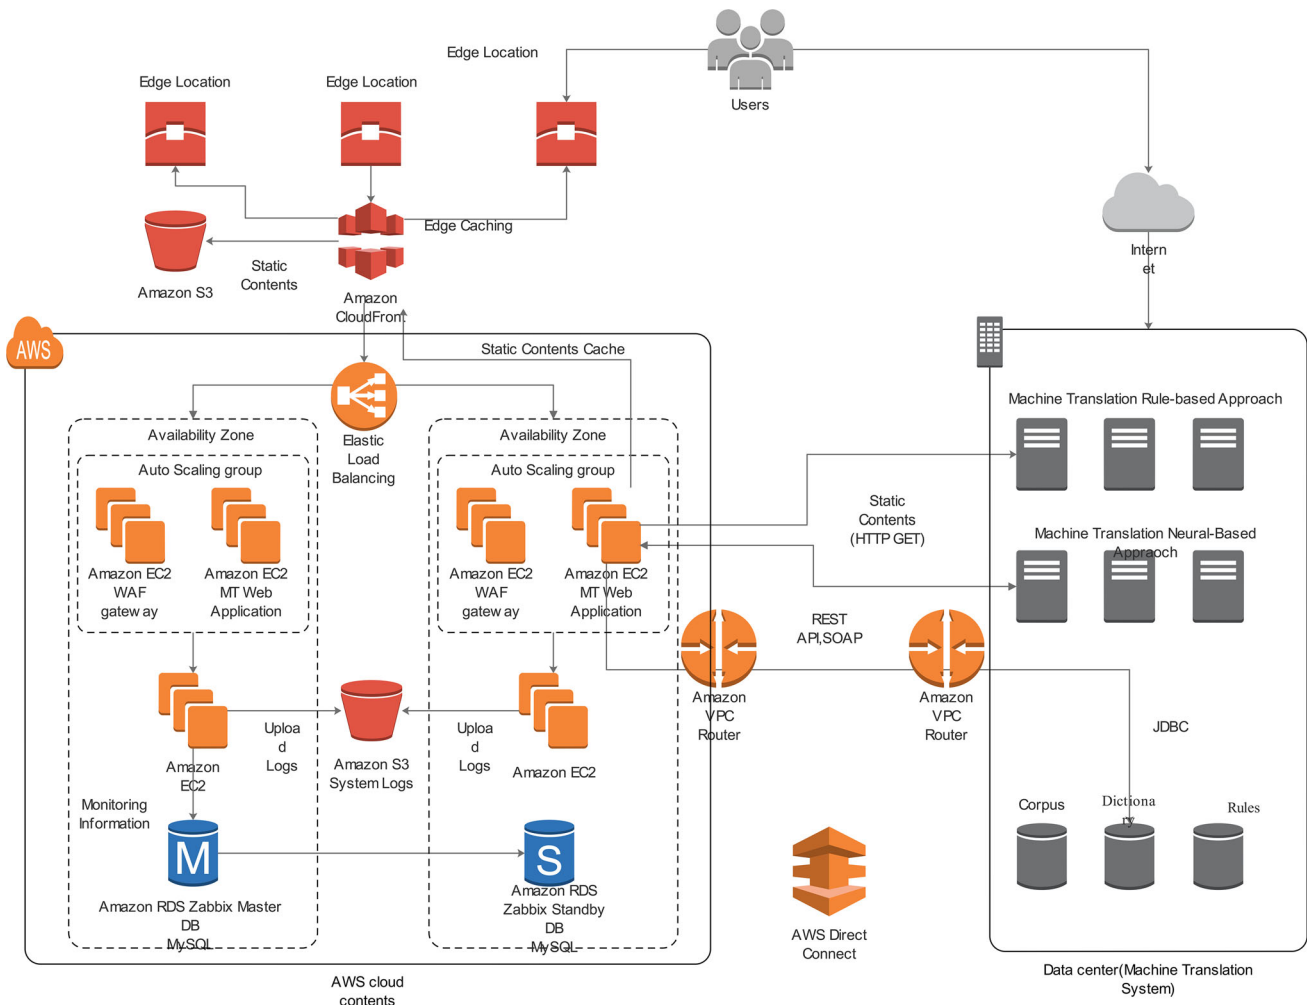 Edge Location
Users
Edge Location
Edge Location
Edge Caching
Intern
et
Static
Contents
Amazon S3
Amazon
CloudFront
AWS
Static Contents Cache
Machine Translation Rule-based Approach
Availability Zone
Elastic
Load
Balancing
Availability Zone
Auto Scaling group
Auto Scaling group
Static
Contents
(HTTP GET)
Machine Translation Neural-Based
Appraoch
Amazon EC2
WAF
gateway
Amazon EC2
MT Web
Application
Amazon EC2
WAF
gateway
Amazon EC2
MT Web
Application
REST
API,SOAP
Amazon
VPC
Router
Amazon
VPC
Router
JDBC
Uploa
d
Logs
Uploa
d
Logs
Amazon
EC2
Amazon S3
System Logs
Amazon EC2
Monitoring
Information
Corpus
Dictiona
ry
Rules
M
S
Amazon RDS Zabbix Master
DB
MySQL
Amazon RDS
Zabbix Standby
DB
MySQL
AWS Direct
Connect
AWS cloud
contents
Data center(Machine Translation
System)